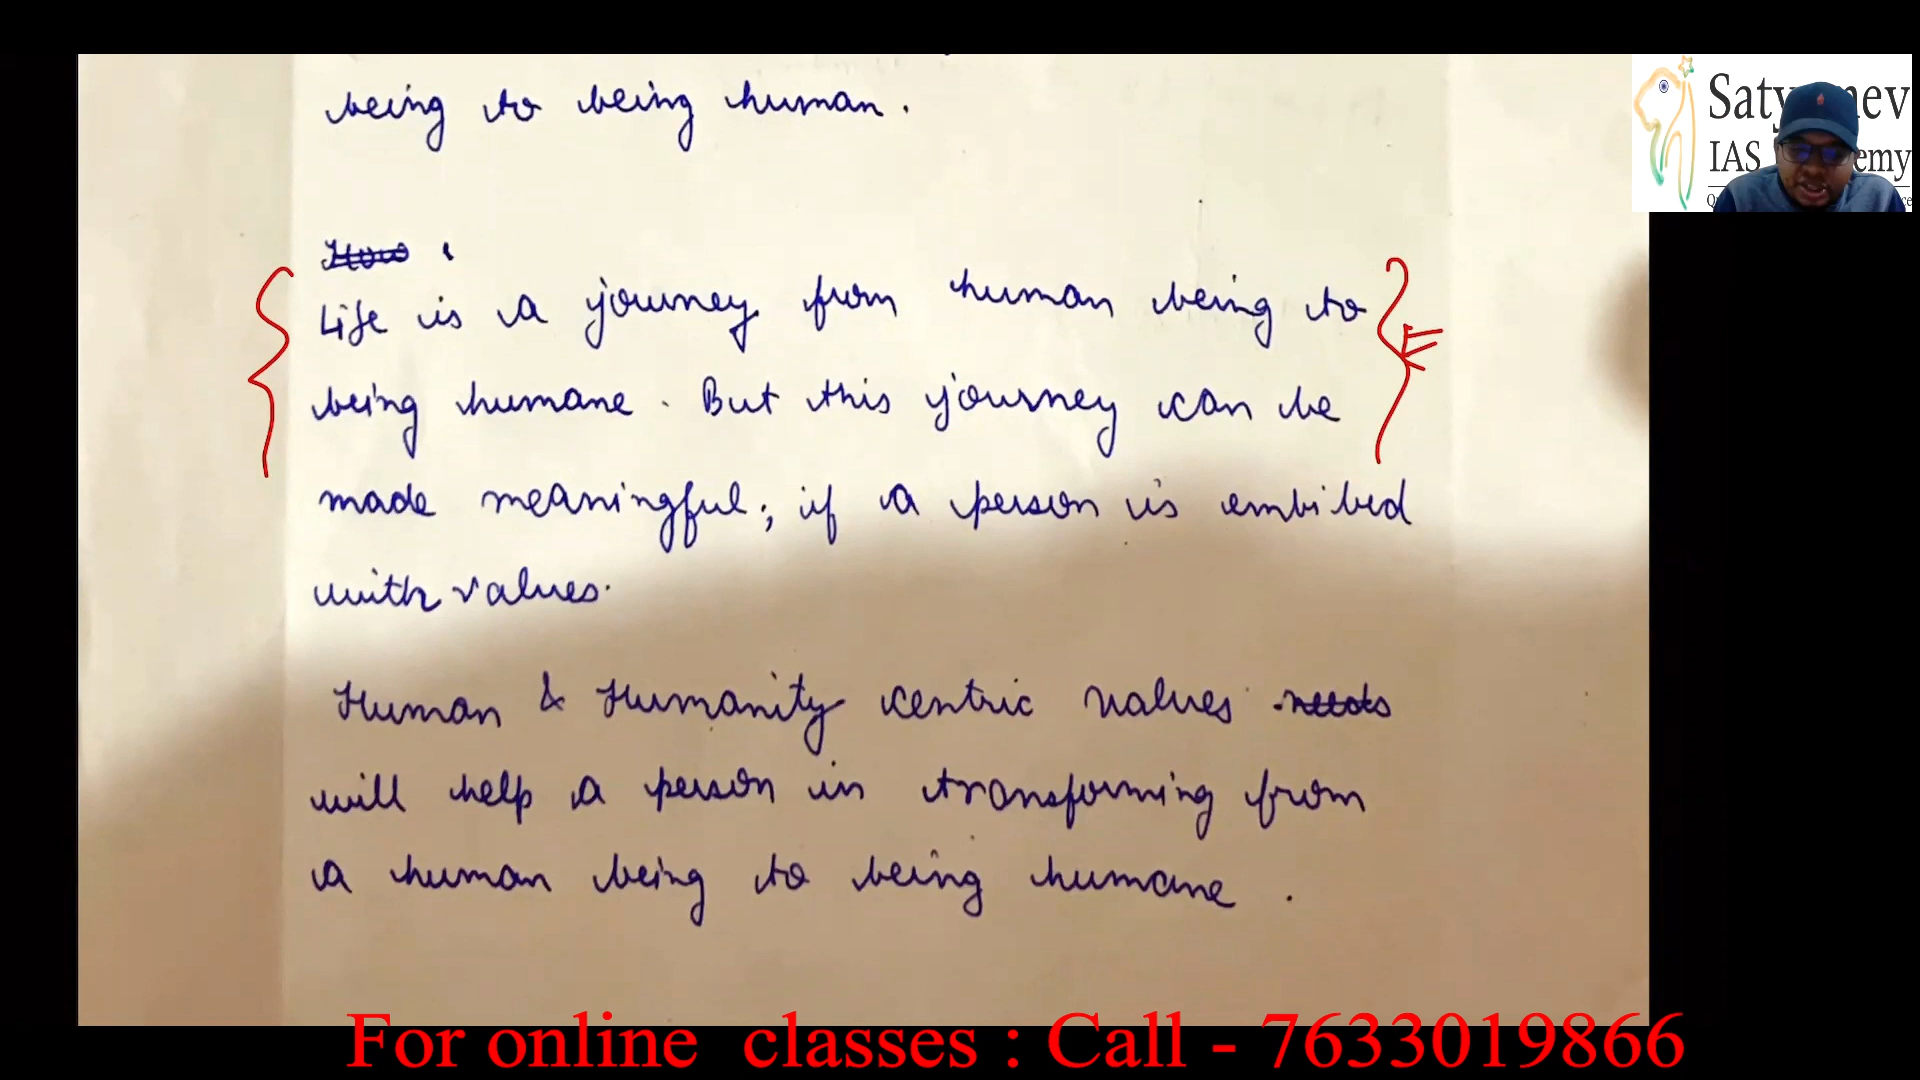 being to being human.
How
Life is a journey from human being to
being humane. But this journey can be
made meaningful; if a person is embibed
with values.
Human & Humanity centric values needs
will help a person in transforming from
a human being to being humane.
IAS
For online classes : Call - 7633019866